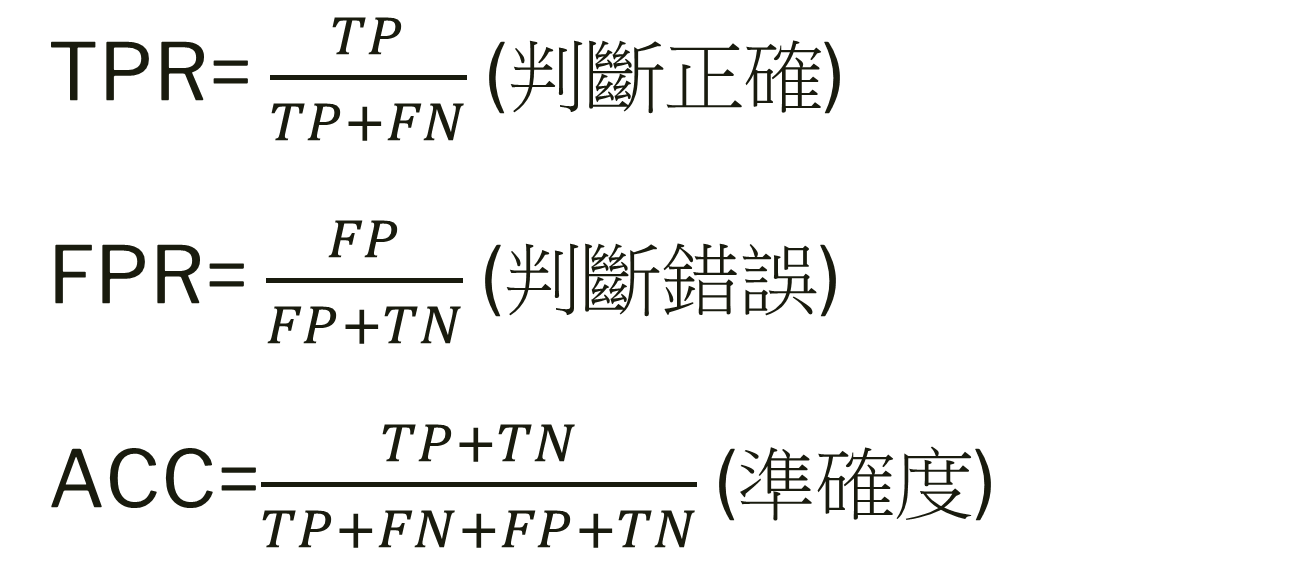 TPR= TP / TP+FN (判斷正確)
FPR= FP / FP+TN (判斷錯誤)
ACC= TP+TN / TP+FN+FP+TN (準確度)